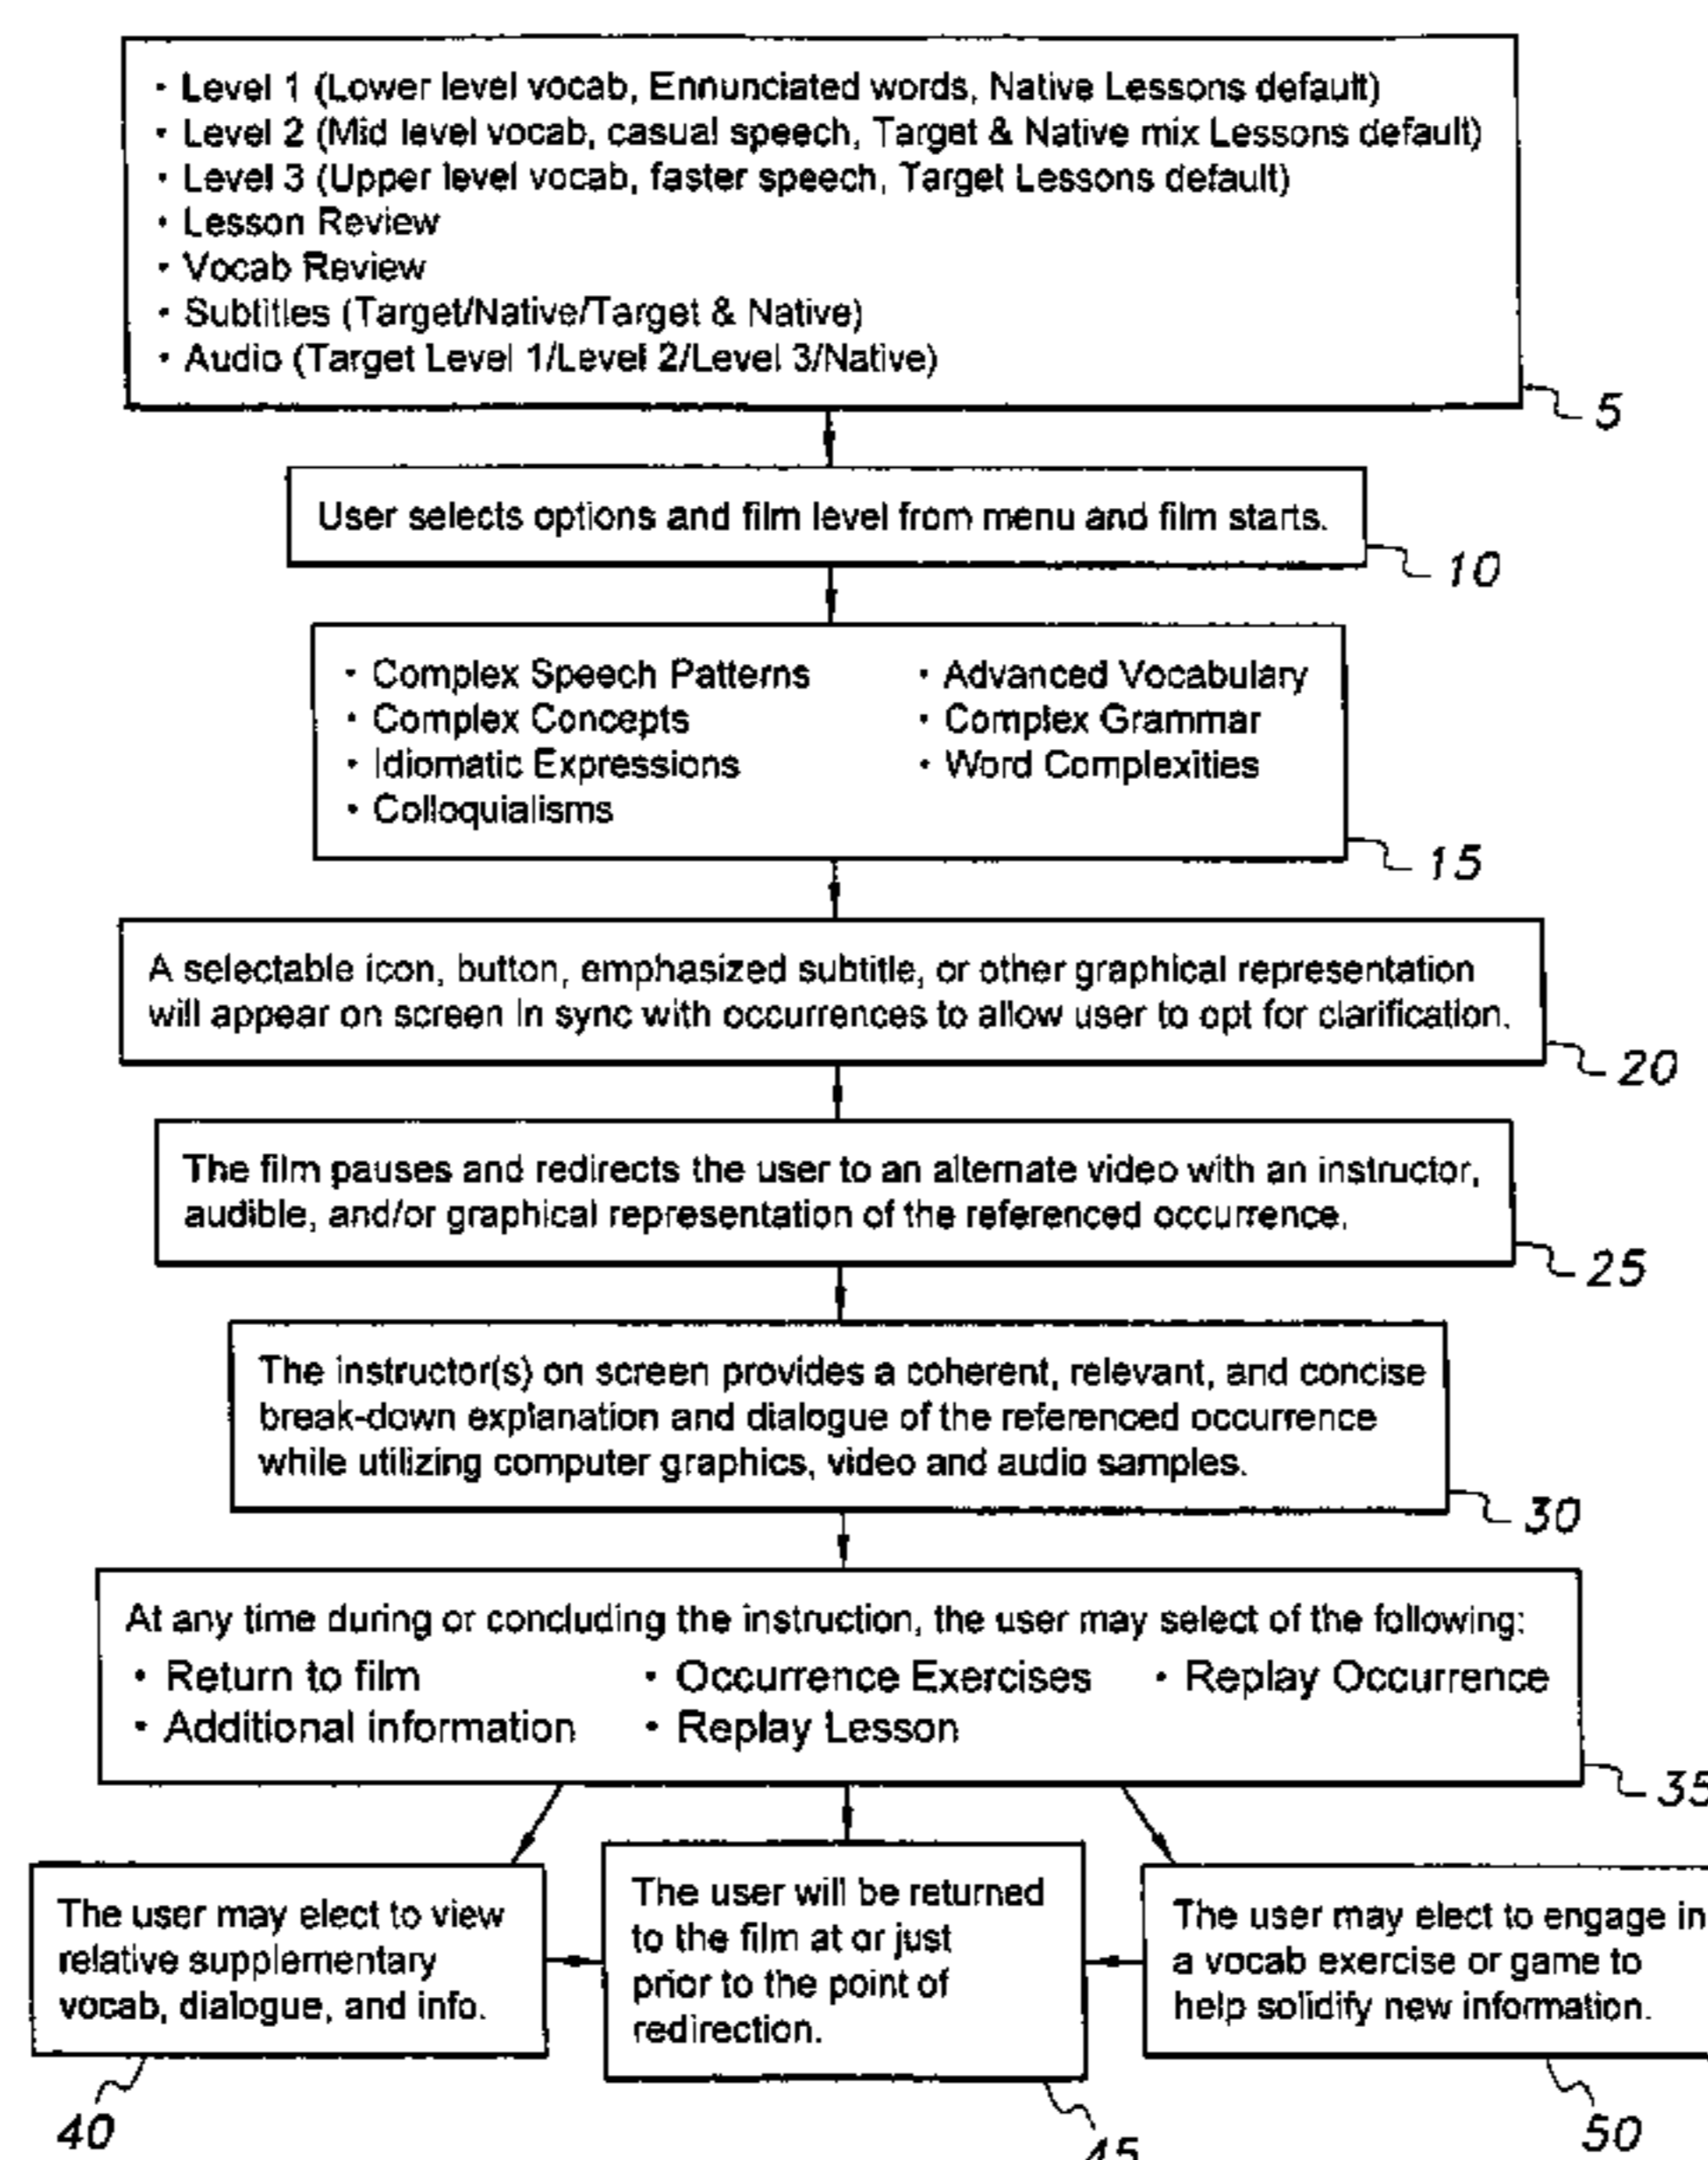 · Level 1 (Lower level vocab, Ennunciated words, Native Lessons default)
· Level 2 (Mid level vocab, casual speech, Target & Native mix Lessons default)
· Level 3 (Upper level vocab, faster speech, Target Lessons default)
· Lesson Review
· Vocab Review
· Subtitles (Target/Native/Target & Native)
· Audio (Target Level 1/Level 2/Level 3/Native)
5
User selects options and film level from menu and film starts.
10
· Complex Speech Patterns
· Complex Concepts
· Idiomatic Expressions
· Colloquialisms
· Advanced Vocabulary
· Complex Grammar
· Word Complexities
15
A selectable icon, button, emphasized subtitle, or other graphical representation
will appear on screen in sync with occurrences to allow user to opt for clarification.
20
The film pauses and redirects the user to an alternate video with an instructor,
audible, and/or graphical representation of the referenced occurrence.
25
The instructor(s) on screen provides a coherent, relevant, and concise
break-down explanation and dialogue of the referenced occurrence
while utilizing computer graphics, video and audio samples.
30
At any time during or concluding the instruction, the user may select of the following:
· Return to film
· Additional information
· Occurrence Exercises
· Replay Lesson
· Replay Occurrence
35
The user may elect to view
relative supplementary
vocab, dialogue, and info.
40
The user will be returned
to the film at or just
prior to the point of
redirection.
45
The user may elect to engage in
a vocab exercise or game to
help solidify new information.
50